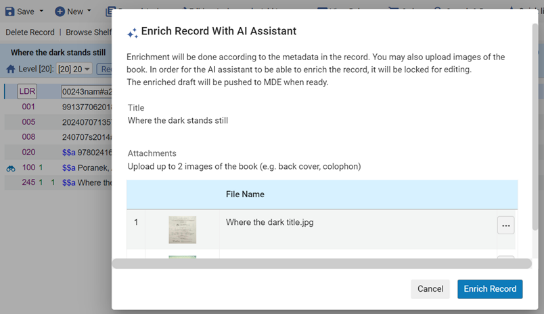 Save New
Delete Record Browse Shelf
Where the dark stands still
Level [20]: [20] 20
LDR 00243nam#a2
001 991377062018
005 20240707135
008 240707s2014
020 $$a 97802416
100 1 $$a Poranek,
245 1 1 $$a Where the
Enrich Record With AI Assistant
Enrichment will be done according to the metadata in the record. You may also upload images of the
book. In order for the AI assistant to be able to enrich the record, it will be locked for editing.
The enriched draft will be pushed to MDE when ready.
Title
Where the dark stands still
Attachments
Upload up to 2 images of the book (e.g. back cover, colophon)
File Name
1 Where the dark title.jpg
Cancel Enrich Record